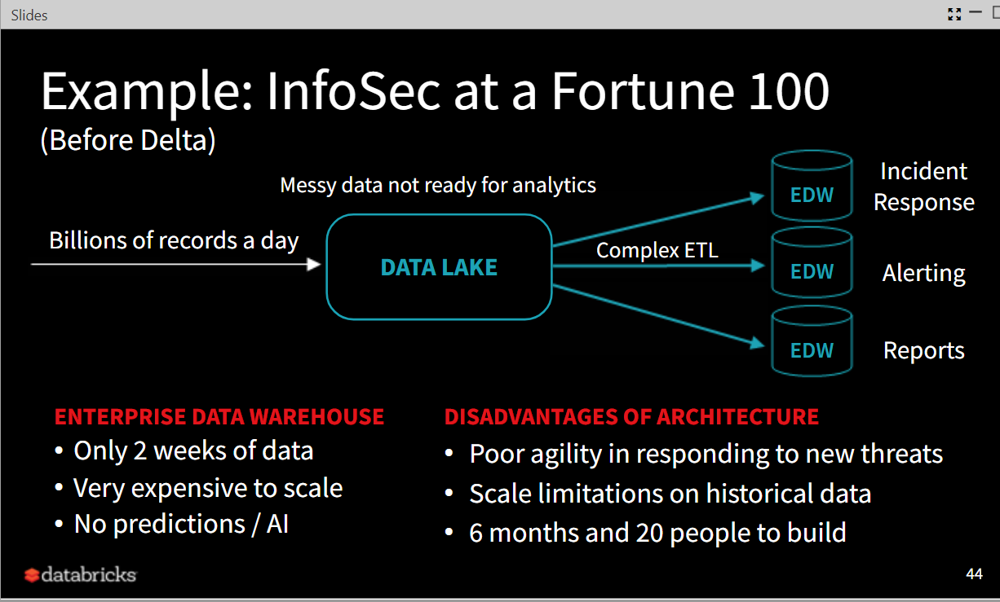 Slides
Example: InfoSec at a Fortune 100
(Before Delta)
Messy data not ready for analytics
Billions of records a day
DATA LAKE
Complex ETL
EDW
Incident
Response
EDW
Alerting
EDW
Reports
ENTERPRISE DATA WAREHOUSE
• Only 2 weeks of data
• Very expensive to scale
• No predictions / AI
DISADVANTAGES OF ARCHITECTURE
• Poor agility in responding to new threats
• Scale limitations on historical data
• 6 months and 20 people to build
databricks
44